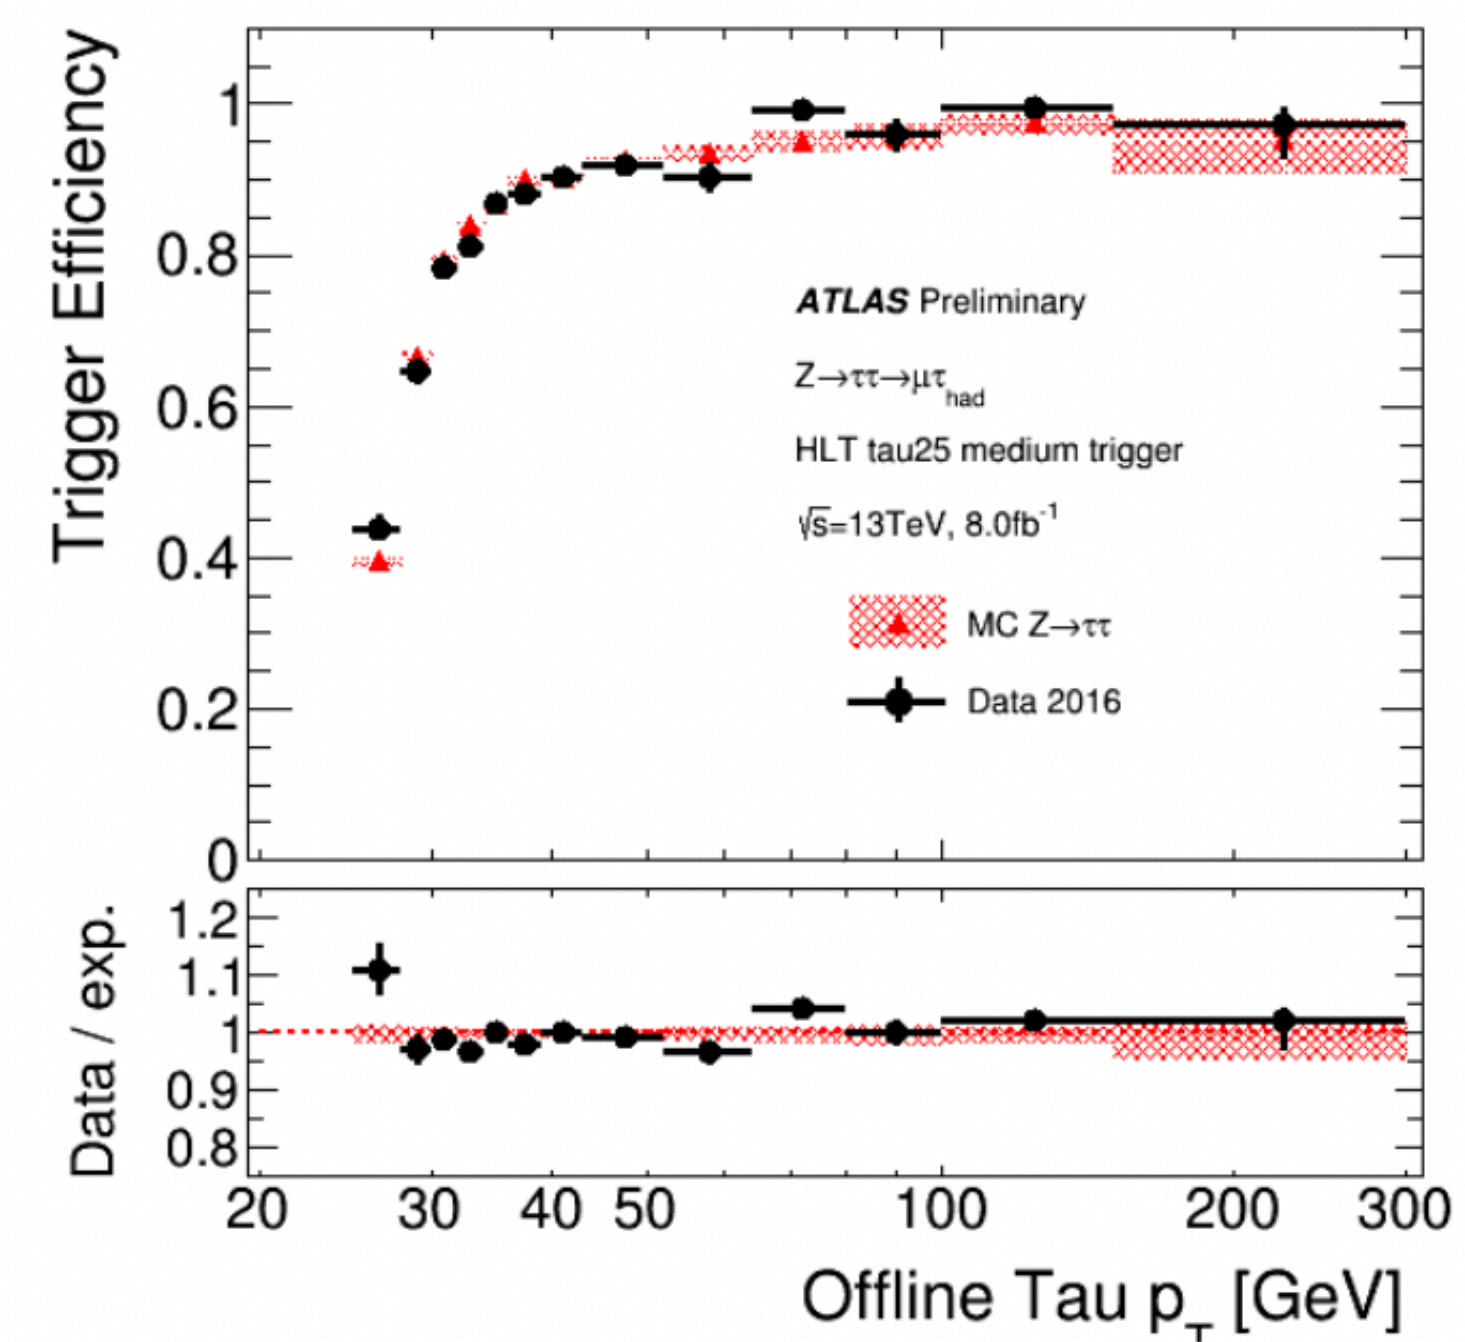 Trigger Efficiency
1
0.8
0.6
0.4
0.2
0
ATLAS Preliminary
Z→ττ→μτhad
HLT tau25 medium trigger
√s=13TeV, 8.0fb-1
MC Z→ττ
Data 2016
Data / exp.
1.2
1.1
1
0.9
0.8
20 30 40 50 100 200 300
Offline Tau pT [GeV]